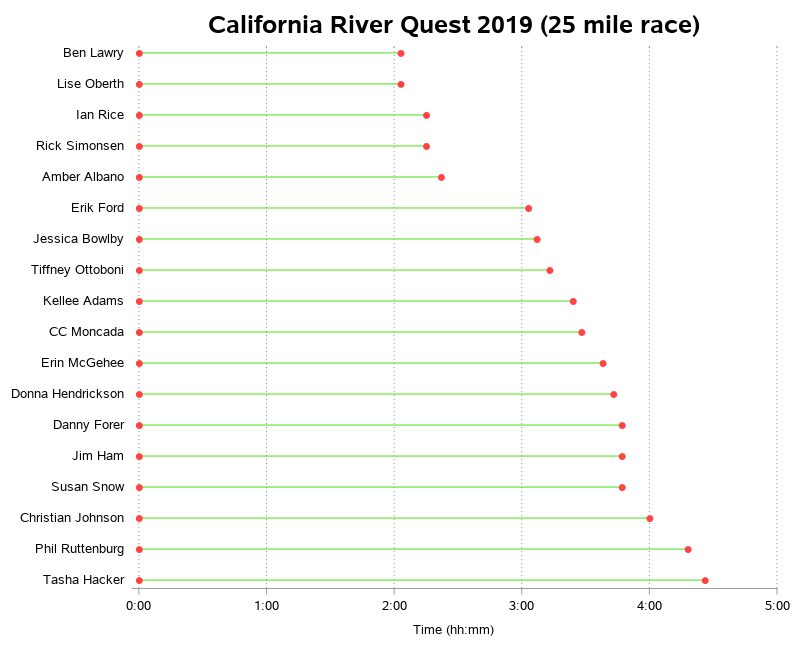 California River Quest 2019 (25 mile race)
Ben Lawry
Lise Oberth
Ian Rice
Rick Simonsen
Amber Albano
Erik Ford
Jessica Bowlby
Tiffney Ottoboni
Kellee Adams
CC Moncada
Erin McGehee
Donna Hendrickson
Danny Forer
Jim Ham
Susan Snow
Christian Johnson
Phil Ruttenburg
Tasha Hacker
0:00 1:00 2:00 3:00 4:00 5:00
Time (hh:mm)